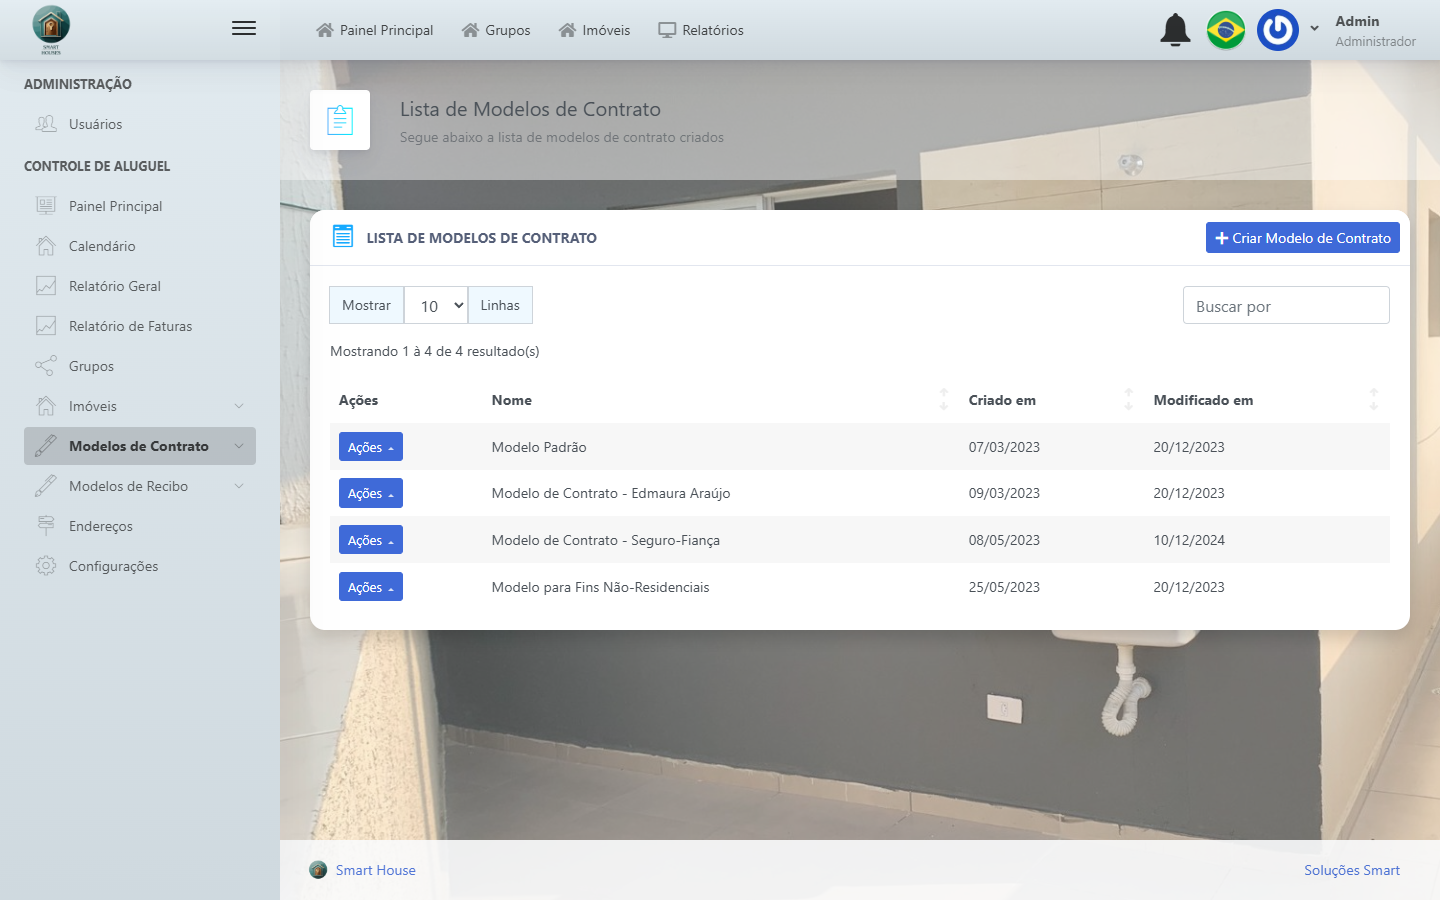 SMART
HOUSES
Painel Principal
Grupos
Imóveis
Relatórios
Admin
Administrador
ADMINISTRAÇÃO
Usuários
CONTROLE DE ALUGUEL
Painel Principal
Calendário
Relatório Geral
Relatório de Faturas
Grupos
Imóveis
Modelos de Contrato
Modelos de Recibo
Endereços
Configurações
Lista de Modelos de Contrato
Segue abaixo a lista de modelos de contrato criados
LISTA DE MODELOS DE CONTRATO
Criar Modelo de Contrato
Mostrar 10 Linhas
Buscar por
Mostrando 1 à 4 de 4 resultado(s)
Ações Nome Criado em Modificado em
Ações Modelo Padrão 07/03/2023 20/12/2023
Ações Modelo de Contrato - Edmaura Araújo 09/03/2023 20/12/2023
Ações Modelo de Contrato - Seguro-Fiança 08/05/2023 10/12/2024
Ações Modelo para Fins Não-Residenciais 25/05/2023 20/12/2023
Smart House
Soluções Smart